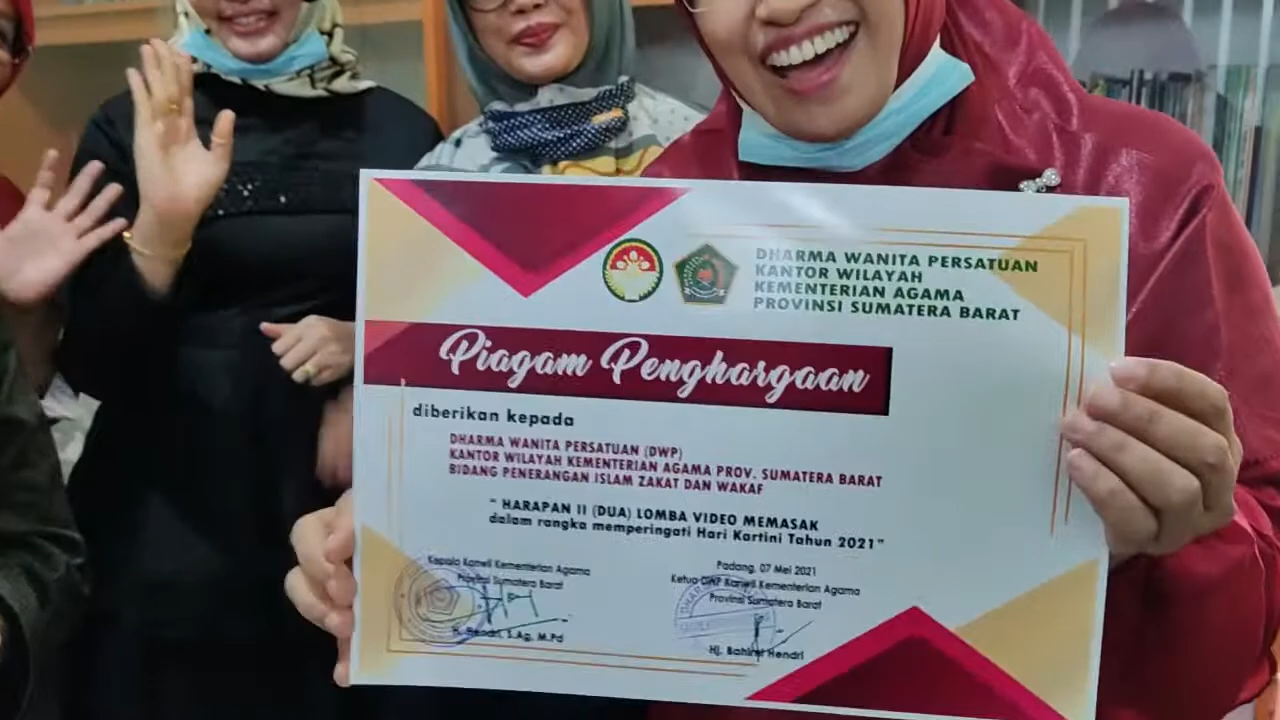 DHARMA WANITA PERSATUAN
KANTOR WILAYAH
KEMENTERIAN AGAMA
PROVINSI SUMATERA BARAT
Piagam Penghargaan
diberikan kepada
DHARMA WANITA PERSATUAN (DWP)
KANTOR WILAYAH KEMENTERIAN AGAMA PROV. SUMATERA BARAT
BIDANG PENERANGAN ISLAM ZAKAT DAN WAKAF
" HARAPAN II (DUA) LOMBA VIDEO MEMASAK
dalam rangka memperingati Hari Kartini Tahun 2021"
Kepala Kanwil Kementerian Agama
Provinsi Sumatera Barat
H. Hendri, S.Ag, M.Pd
Padang, 07 Mei 2021
Ketua DWP Kanwil Kementerian Agama
Provinsi Sumatera Barat
Hj. Hendri